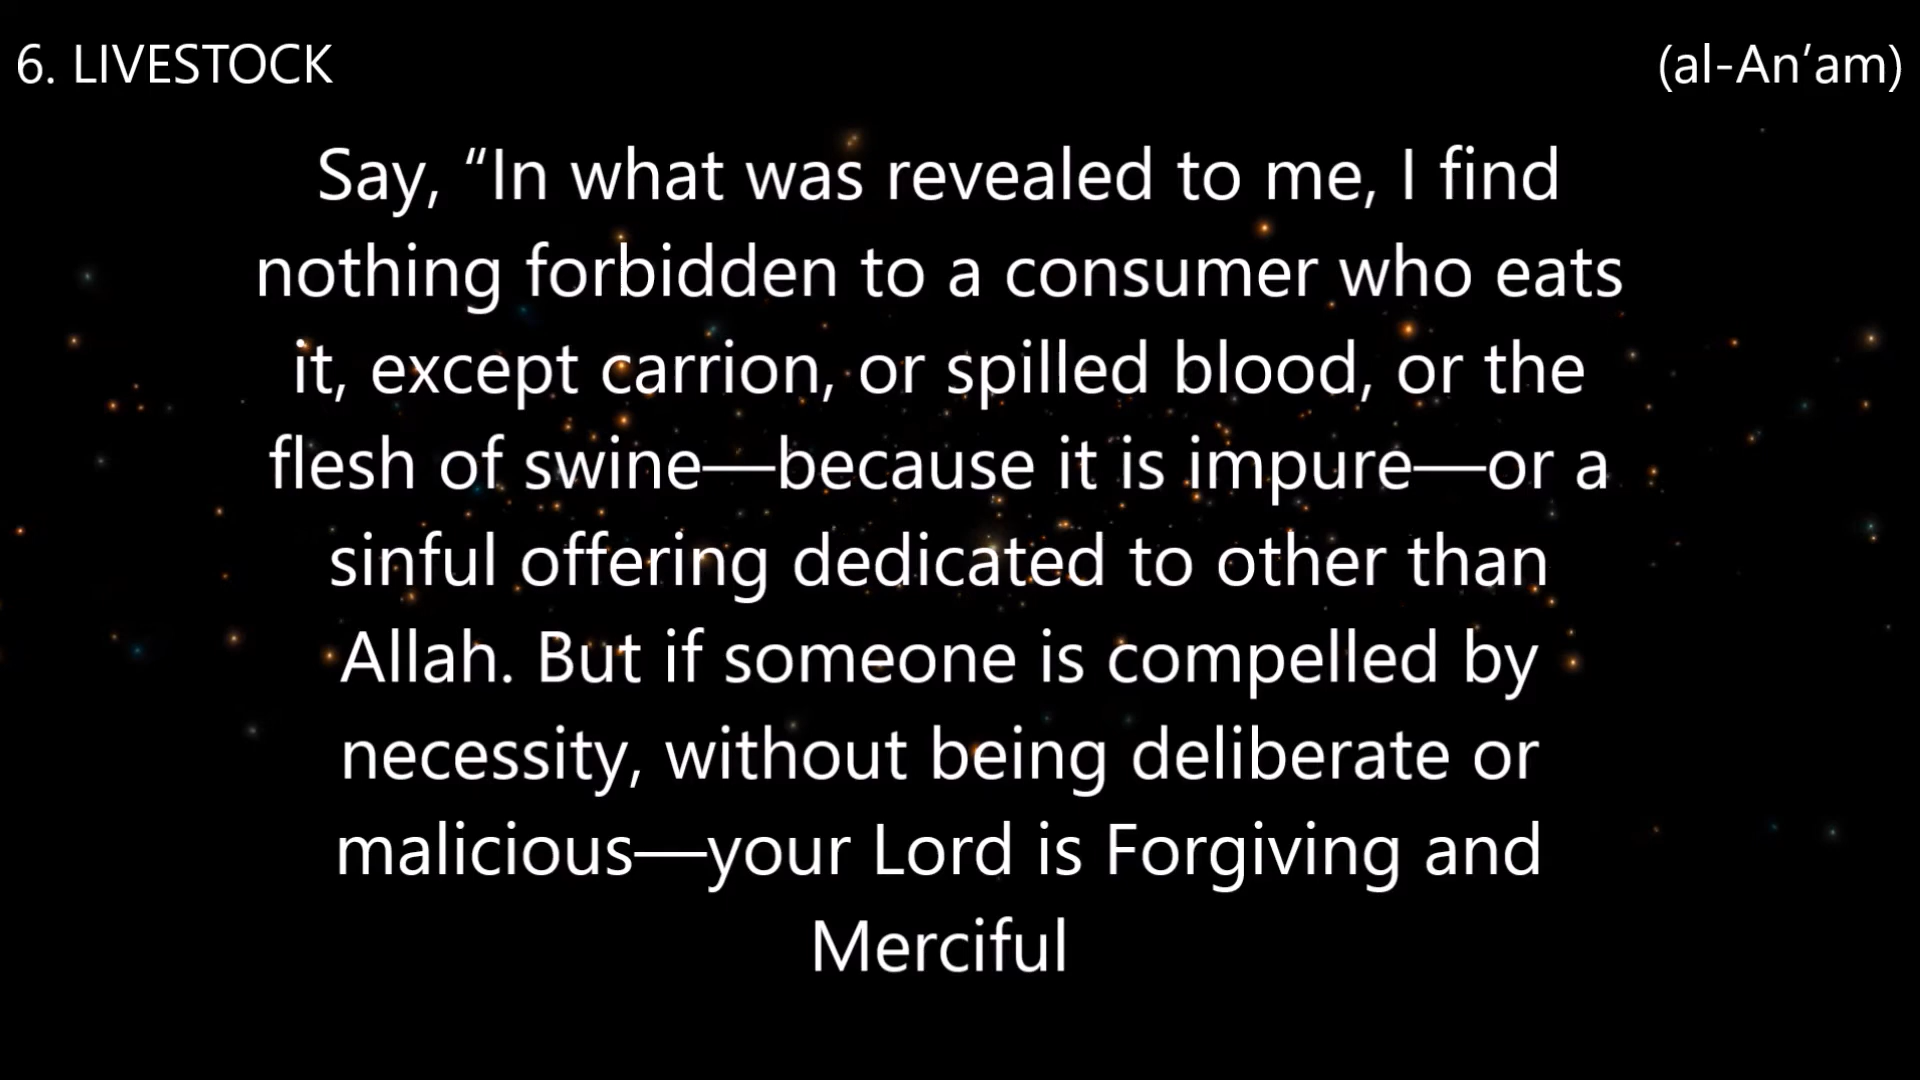 6. LIVESTOCK
(al-An’am)
Say, “In what was revealed to me, I find
nothing forbidden to a consumer who eats
it, except carrion, or spilled blood, or the
flesh of swine—because it is impure—or a
sinful offering dedicated to other than
Allah. But if someone is compelled by
necessity, without being deliberate or
malicious—your Lord is Forgiving and
Merciful